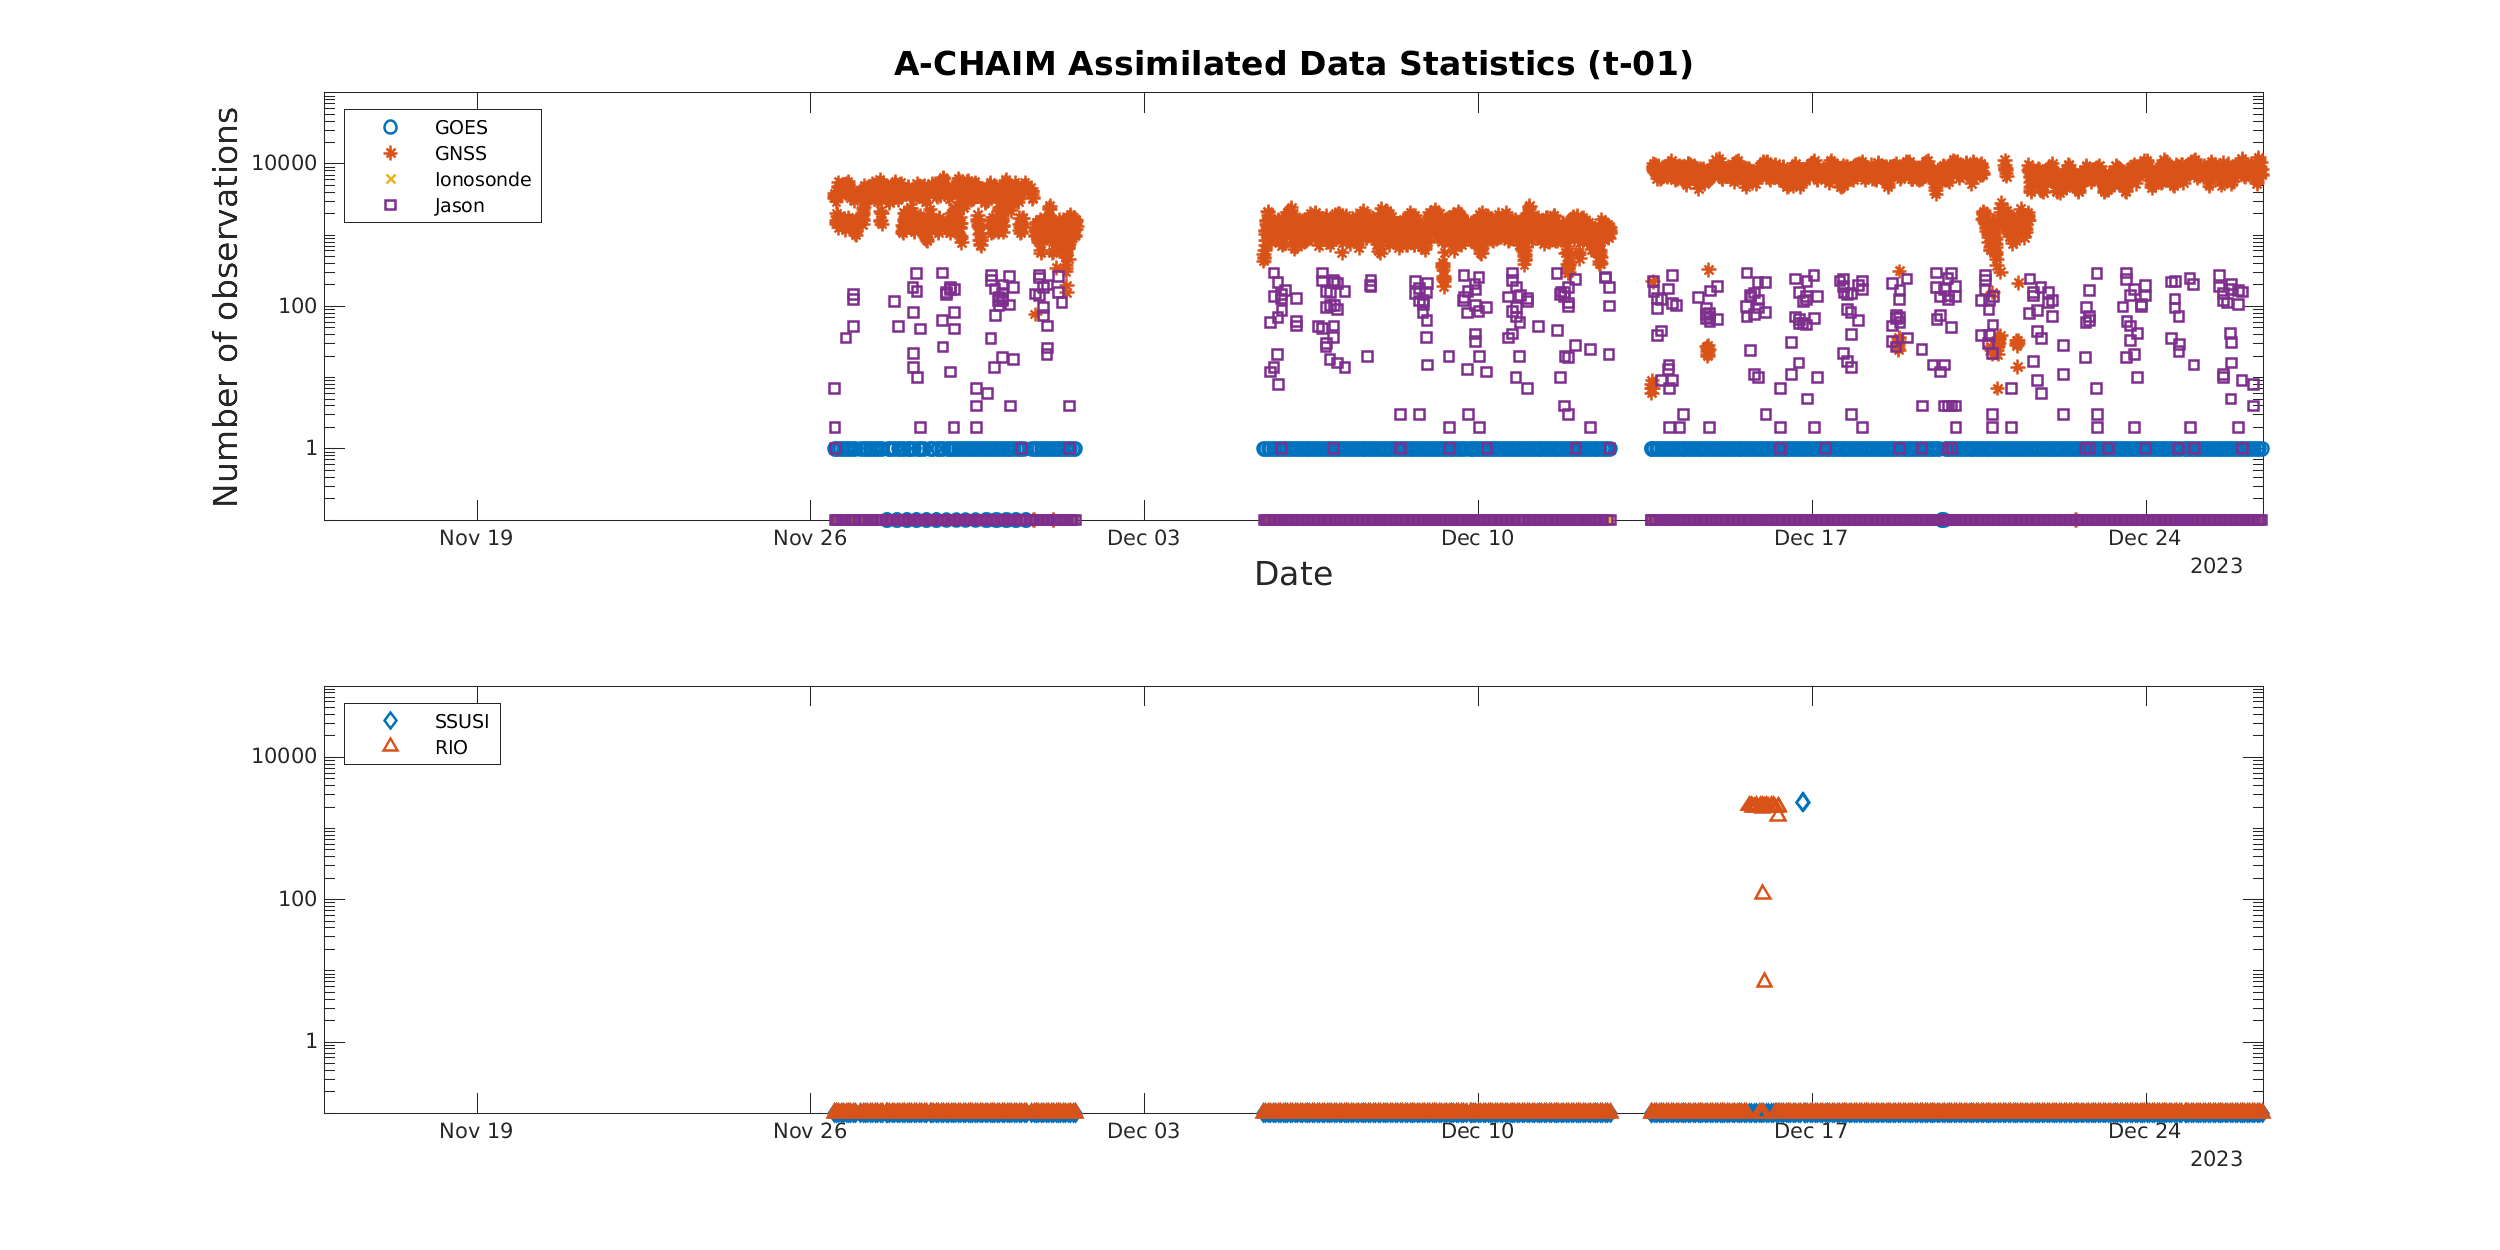 A-CHAIM Assimilated Data Statistics (t-01)
Number of observations
10000
100
1
GOES
GNSS
Ionosonde
Jason
Nov 19
Nov 26
Dec 03
Dec 10
Dec 17
Dec 24
2023
Date
10000
100
1
SSUSI
RIO
Nov 19
Nov 26
Dec 03
Dec 10
Dec 17
Dec 24
2023